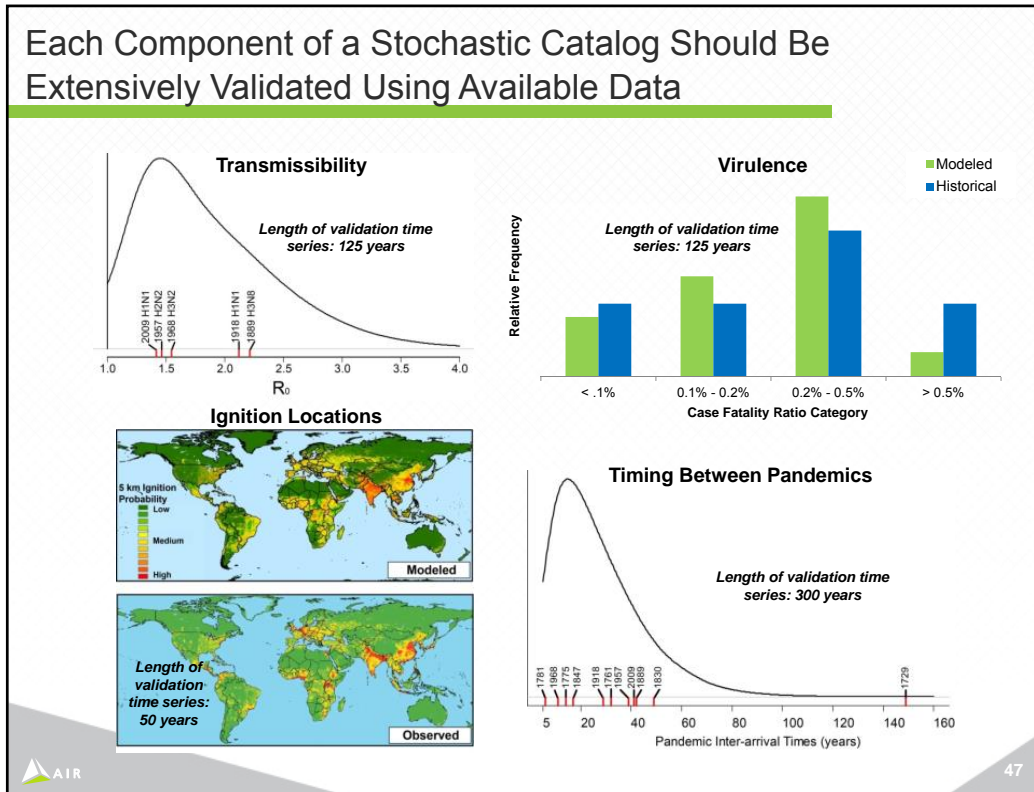 Each Component of a Stochastic Catalog Should Be
Extensively Validated Using Available Data
Transmissibility
Length of validation time
series: 125 years
2009 H1N1
1957 H2N2
1968 H3N2
1918 H1N1
1889 H3N8
1.0 1.5 2.0 2.5 3.0 3.5 4.0
R0
Virulence
Modeled
Historical
Length of validation time
series: 125 years
Relative Frequency
< .1% 0.1% - 0.2% 0.2% - 0.5% > 0.5%
Case Fatality Ratio Category
Ignition Locations
5 km Ignition
Probability
Low
Medium
High
Modeled
Length of
validation
time series:
50 years
Observed
Timing Between Pandemics
Length of validation time
series: 300 years
1781
1968
1775
1847
1918
1761
1957
2009
1889
1830
1729
5 20 40 60 80 100 120 140 160
Pandemic Inter-arrival Times (years)
AIR
47